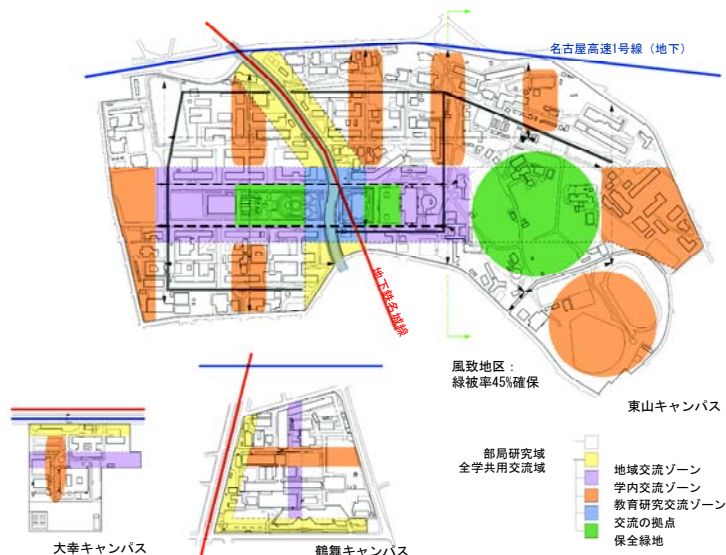 名古屋高速1号線（地下）
地下鉄名城線
風致地区：
緑被率45%確保
東山キャンパス
部局研究域
全学共用交流域
地域交流ゾーン
学内交流ゾーン
教育研究交流ゾーン
交流の拠点
保全緑地
大幸キャンパス
鶴舞キャンパス